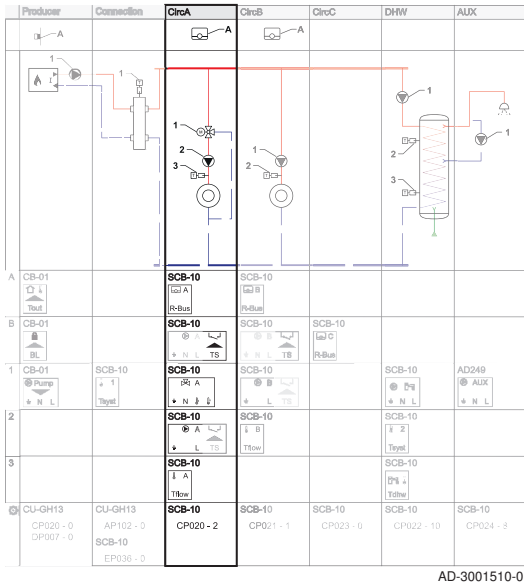 Producer Connection CircA CircB CircC DHW AUX
A A A
1 1 1 2 3 1 2 1 2 3 1
A CB-01 SCB-10 SCB-10
A B
Tout R-Bus R-Bus
B CB-01 SCB-10 SCB-10 SCB-10
A B C
BL N L TS N L TS R-Bus
1 CB-01 SCB-10 SCB-10 SCB-10 SCB-10 AD249
Pump 1 A B AUX
N L Tsyst N L TS N L N L
2 SCB-10 SCB-10 SCB-10
A B 2
L TS Tflow Tsyst
3 SCB-10 SCB-10
A
Tflow Tdhw
CU-GH13 CU-GH13 SCB-10 SCB-10 SCB-10 SCB-10 SCB-10
CP020 - 0 AP102 - 0 CP020 - 2 CP021 - 1 CP023 - 0 CP022 - 10 CP024 - 8
DP007 - 0 SCB-10
EP036 - 0
AD-3001510-0